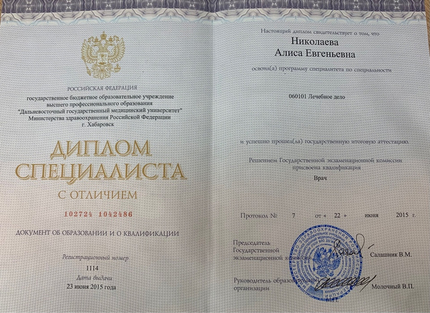 РОССИЙСКАЯ ФЕДЕРАЦИЯ
государственное бюджетное образовательное учреждение
высшего профессионального образования
"Дальневосточный государственный медицинский университет"
Министерства здравоохранения Российской Федерации
г. Хабаровск
ДИПЛОМ
СПЕЦИАЛИСТА
С ОТЛИЧИЕМ
102724 1042486
ДОКУМЕНТ ОБ ОБРАЗОВАНИИ И О КВАЛИФИКАЦИИ
Регистрационный номер
1114
Дата выдачи
23 июня 2015 года
Настоящий диплом свидетельствует о том, что
Николаева
Алиса Евгеньевна
освоил(а) программу специалитета по специальности
060101 Лечебное дело
и успешно прошел(ла) государственную итоговую аттестацию.
Решением Государственной экзаменационной комиссии
присвоена квалификация
Врач
Протокол № 7 от « 22 » июня 2015 г.
Председатель
Государственной
экзаменационной Салашник В.М.
Руководитель
организации Молочный В.П.